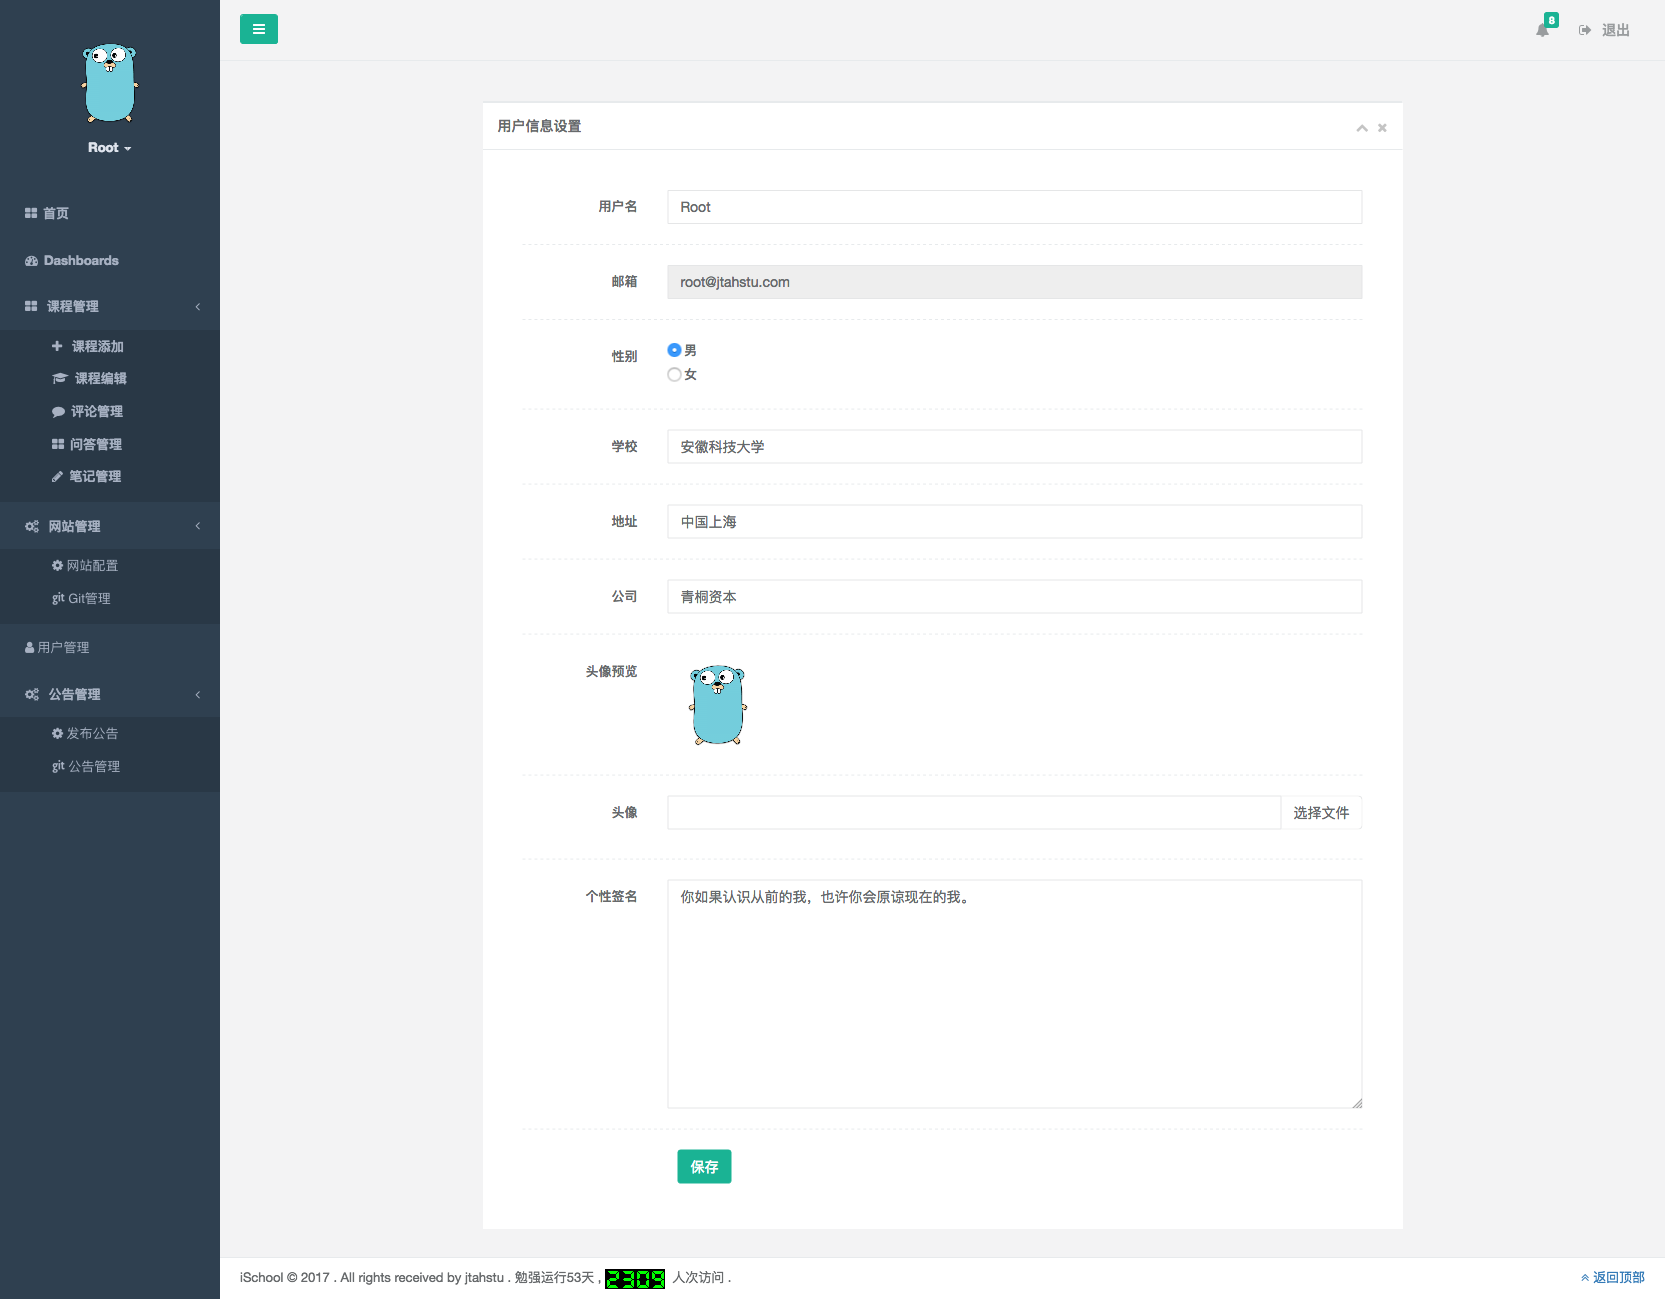 Root
首页
Dashboards
课程管理
课程添加
课程编辑
评论管理
问答管理
笔记管理
网站管理
网站配置
git Git管理
用户管理
公告管理
发布公告
git 公告管理
8
退出
用户信息设置
用户名 Root
邮箱 root@jtahstu.com
性别 男
女
学校 安徽科技大学
地址 中国上海
公司 青桐资本
头像预览
头像 选择文件
个性签名 你如果认识从前的我，也许你会原谅现在的我。
保存
iSchool © 2017 . All rights received by jtahstu . 勉强运行53天 , 2309 人次访问 .
返回顶部